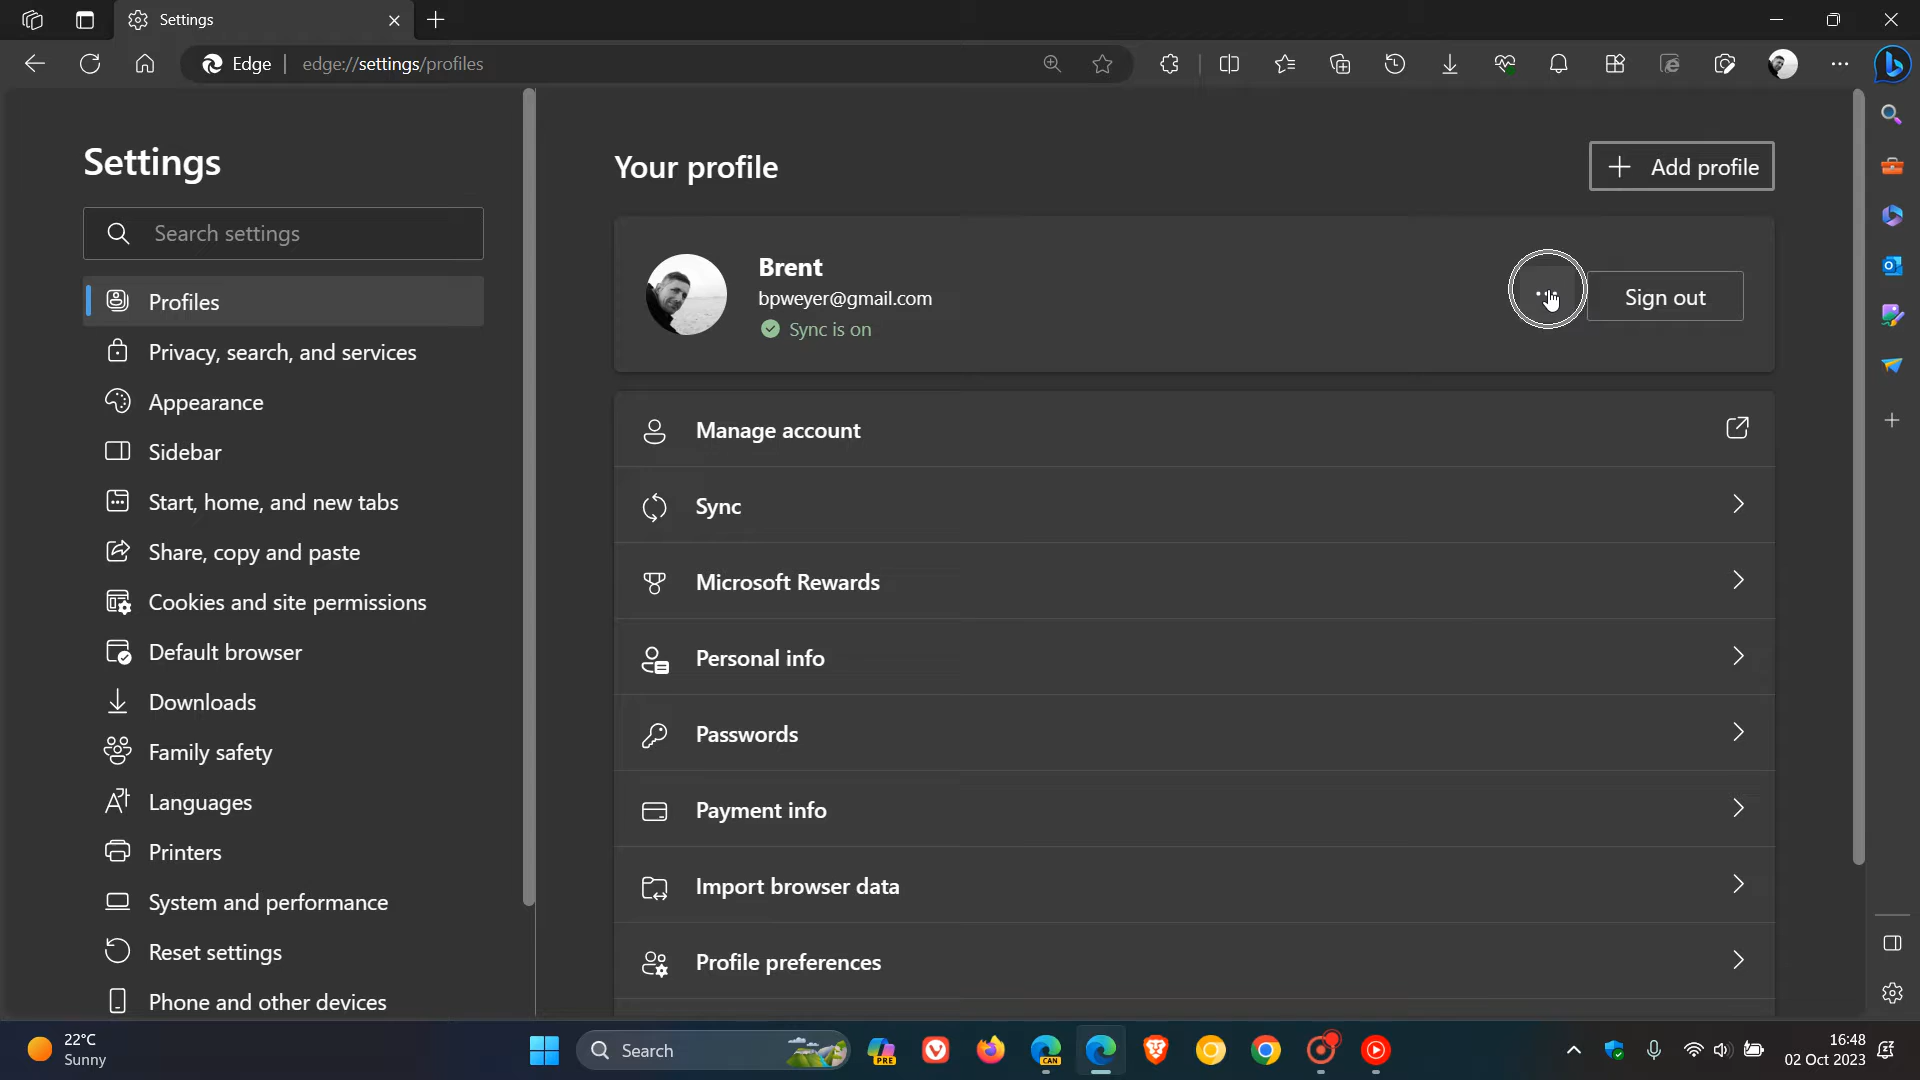 Settings
Edge
edge://settings/profiles
Settings
Search settings
Profiles
Privacy, search, and services
Appearance
Sidebar
Start, home, and new tabs
Share, copy and paste
Cookies and site permissions
Default browser
Downloads
Family safety
Languages
Printers
System and performance
Reset settings
Phone and other devices
Your profile
Add profile
Brent
bpweyer@gmail.com
Sync is on
Sign out
Manage account
Sync
Microsoft Rewards
Personal info
Passwords
Payment info
Import browser data
Profile preferences
22°C
Sunny
Search
PRE
CAN
16:48
02 Oct 2023